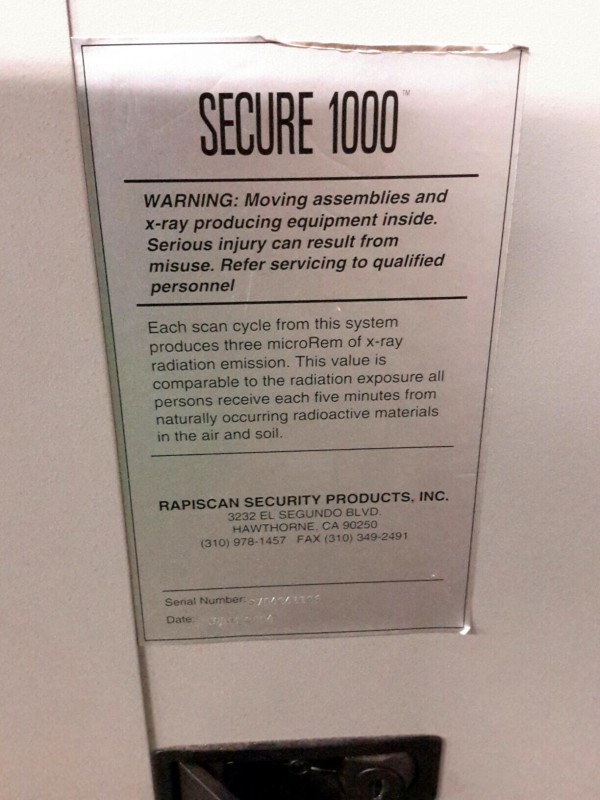 SECURE 1000™
WARNING: Moving assemblies and
x-ray producing equipment inside.
Serious injury can result from
misuse. Refer servicing to qualified
personnel
Each scan cycle from this system
produces three microRem of x-ray
radiation emission. This value is
comparable to the radiation exposure all
persons receive each five minutes from
naturally occurring radioactive materials
in the air and soil.
RAPISCAN SECURITY PRODUCTS, INC.
3232 EL SEGUNDO BLVD.
HAWTHORNE, CA 90250
(310) 978-1457 FAX (310) 349-2491
Serial Number:
Date: